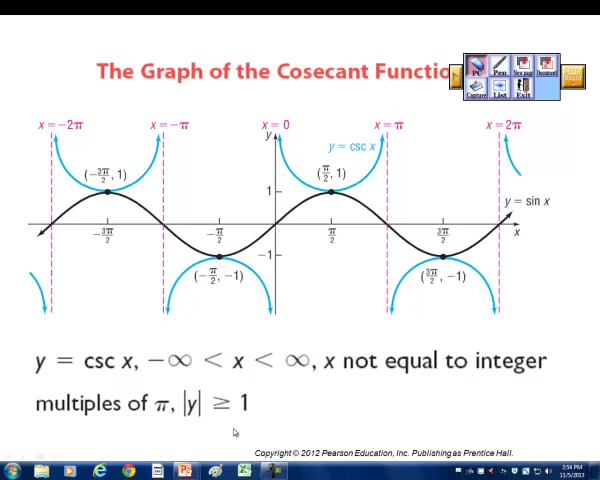 The Graph of the Cosecant Function
PC Pen New page Document
Capture List Exit
x = −2π x = −π x = 0 x = π x = 2π
y
y = csc x
(−3π/2, 1) (π/2, 1)
1
y = sin x
−3π/2 −π/2 π/2 3π/2 x
−1
(−π/2, −1) (3π/2, −1)
y = csc x, −∞ < x < ∞, x not equal to integer
multiples of π, |y| ≥ 1
Copyright © 2012 Pearson Education, Inc. Publishing as Prentice Hall.
2:54 PM
11/5/2013